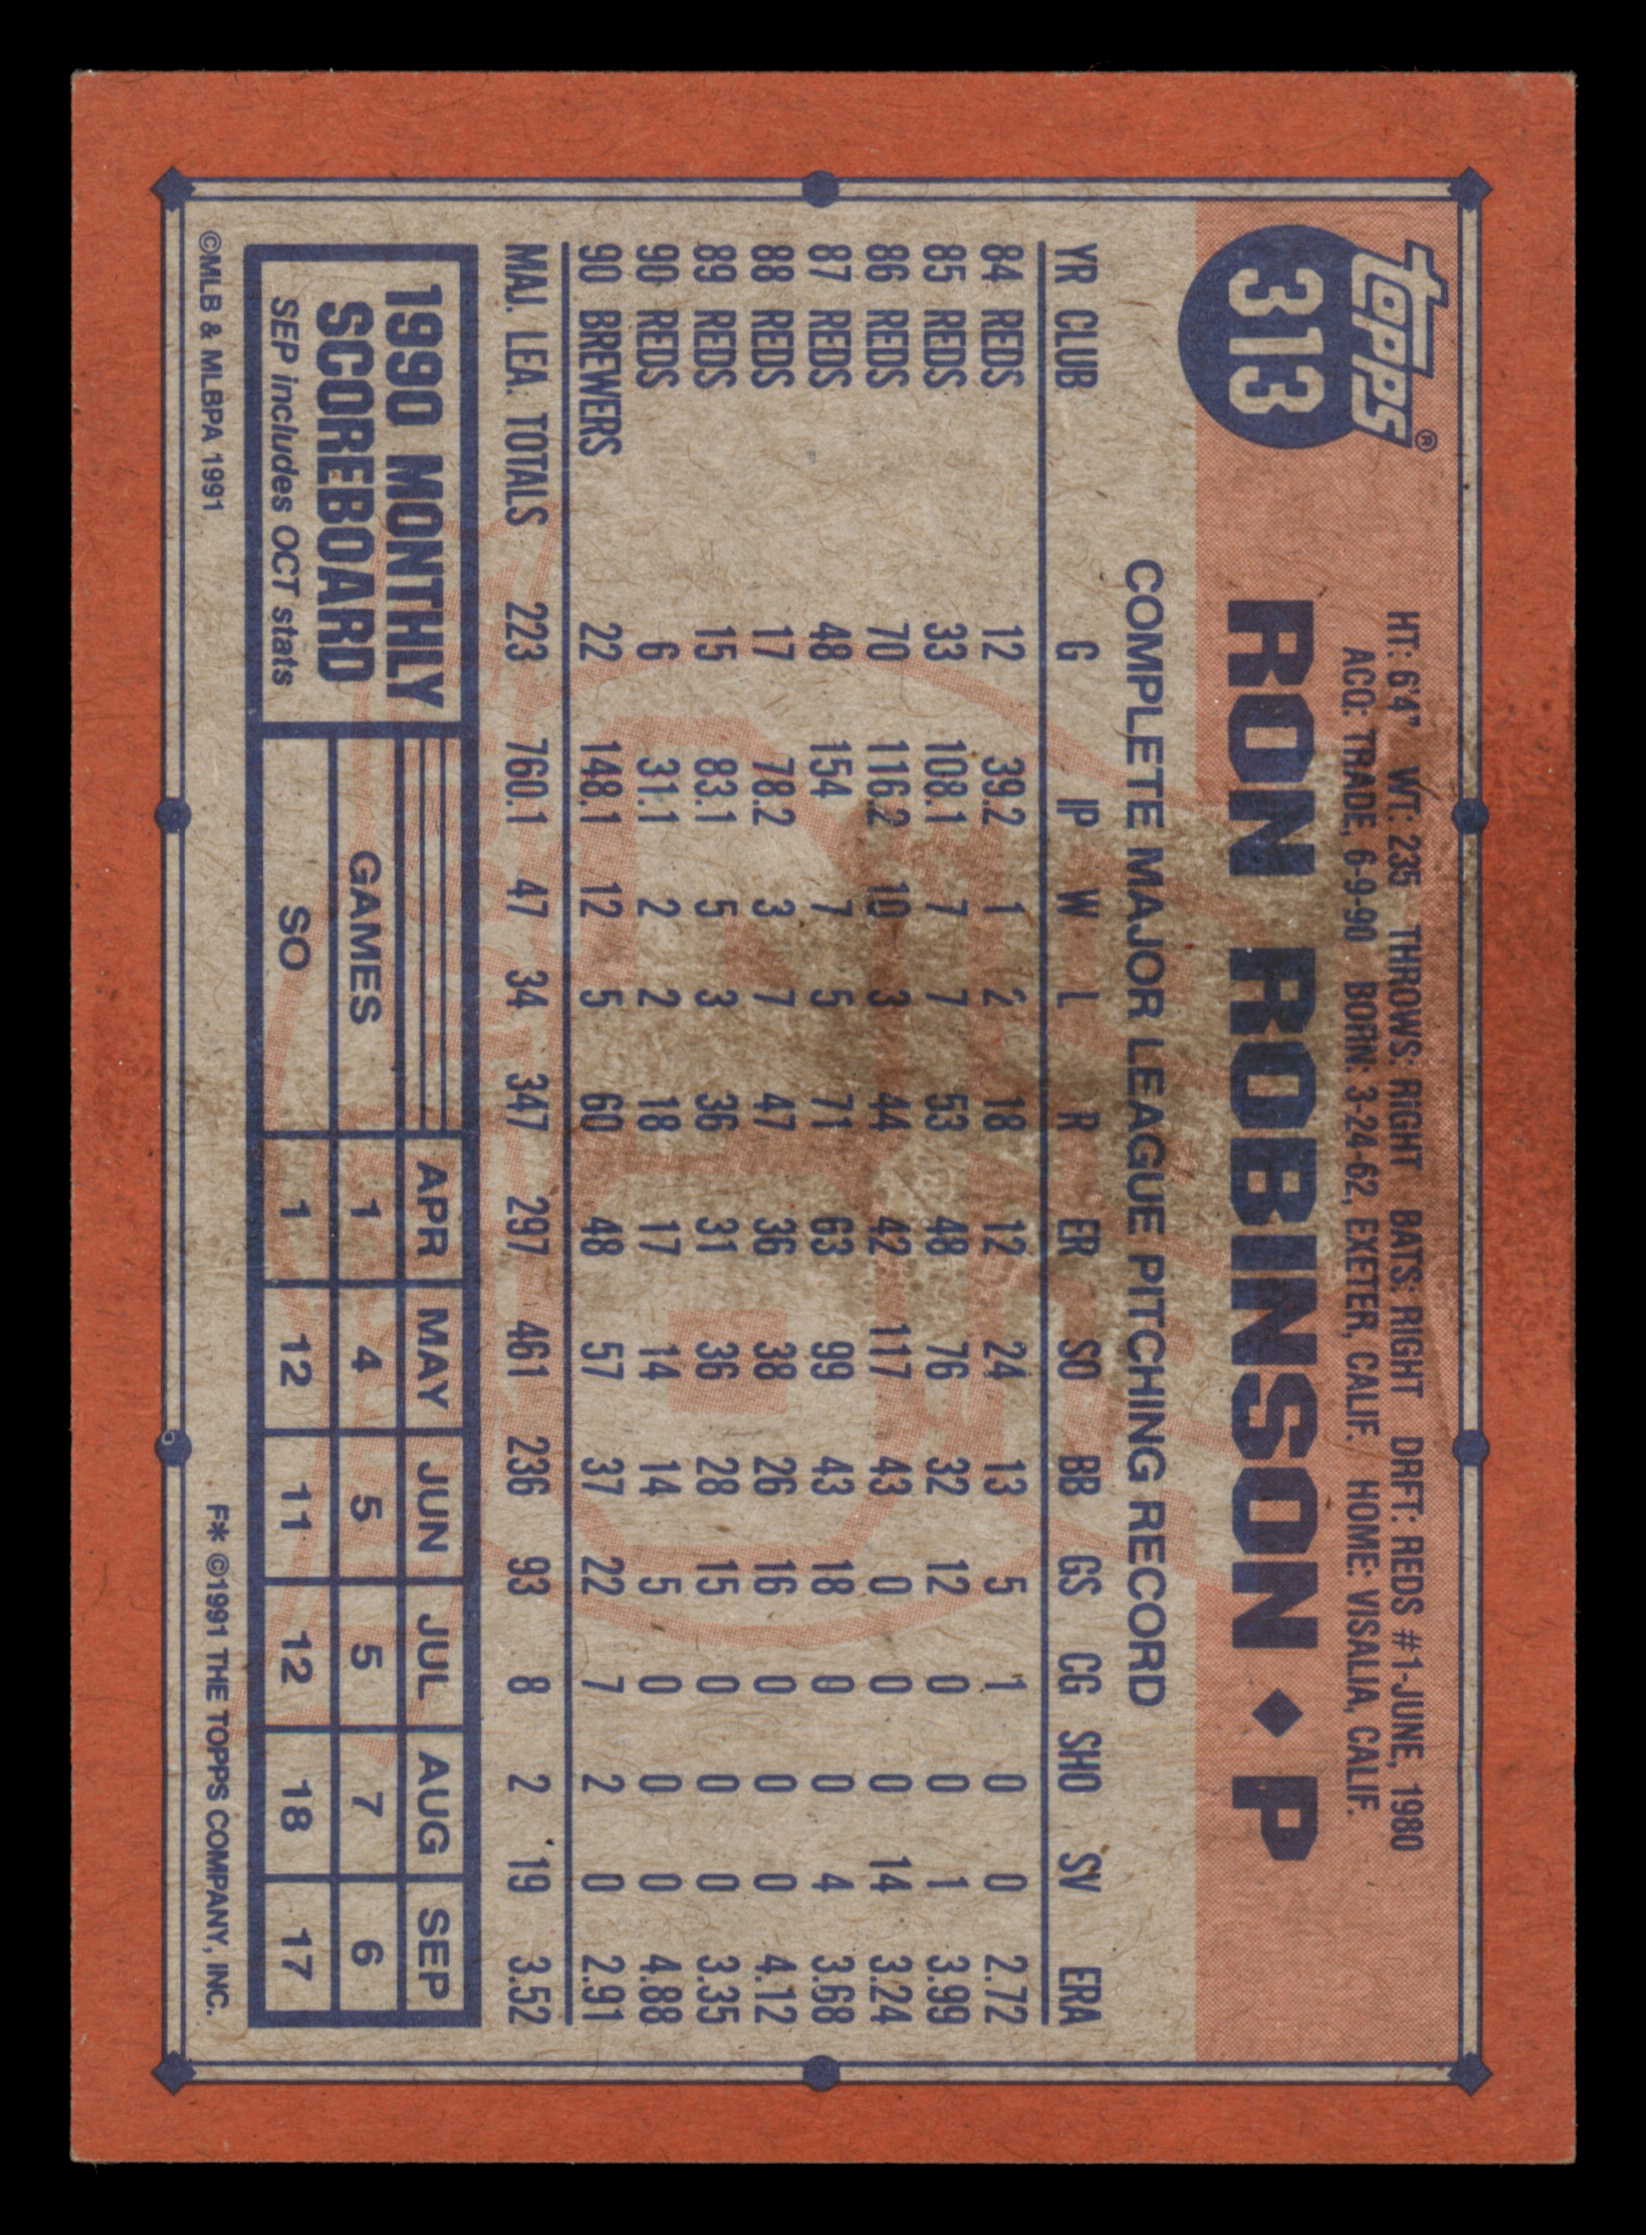 topps®
313
HT: 6'4" WT: 235 THROWS: RIGHT BATS: RIGHT DRFT: REDS #1-JUNE, 1980
ACQ: TRADE, 6-9-90 BORN: 3-24-62, EXETER, CALIF. HOME: VISALIA, CALIF.
RON ROBINSON ◆ P
COMPLETE MAJOR LEAGUE PITCHING RECORD
YR CLUB G IP W L R ER SO BB GS CG SHO SV ERA
84 REDS 12 39.2 1 2 18 12 24 13 5 1 0 0 2.72
85 REDS 33 108.1 7 7 53 48 76 32 12 0 0 1 3.99
86 REDS 70 116.2 10 3 44 42 117 43 0 0 0 14 3.24
87 REDS 48 154 7 5 71 63 99 43 18 0 0 4 3.68
88 REDS 17 78.2 3 7 47 36 38 26 16 0 0 0 4.12
89 REDS 15 83.1 5 3 36 31 36 28 15 0 0 0 3.35
90 REDS 6 31.1 2 2 18 17 14 14 5 0 0 0 4.88
90 BREWERS 22 148.1 12 5 60 48 57 37 22 7 2 0 2.91
MAJ. LEA. TOTALS 223 760.1 47 34 347 297 461 236 93 8 2 19 3.52
1990 MONTHLY
SCOREBOARD
SEP includes OCT stats
APR MAY JUN JUL AUG SEP
GAMES 1 4 5 5 7 6
SO 1 12 11 12 18 17
©MLB & MLBPA 1991
F* ©1991 THE TOPPS COMPANY, INC.